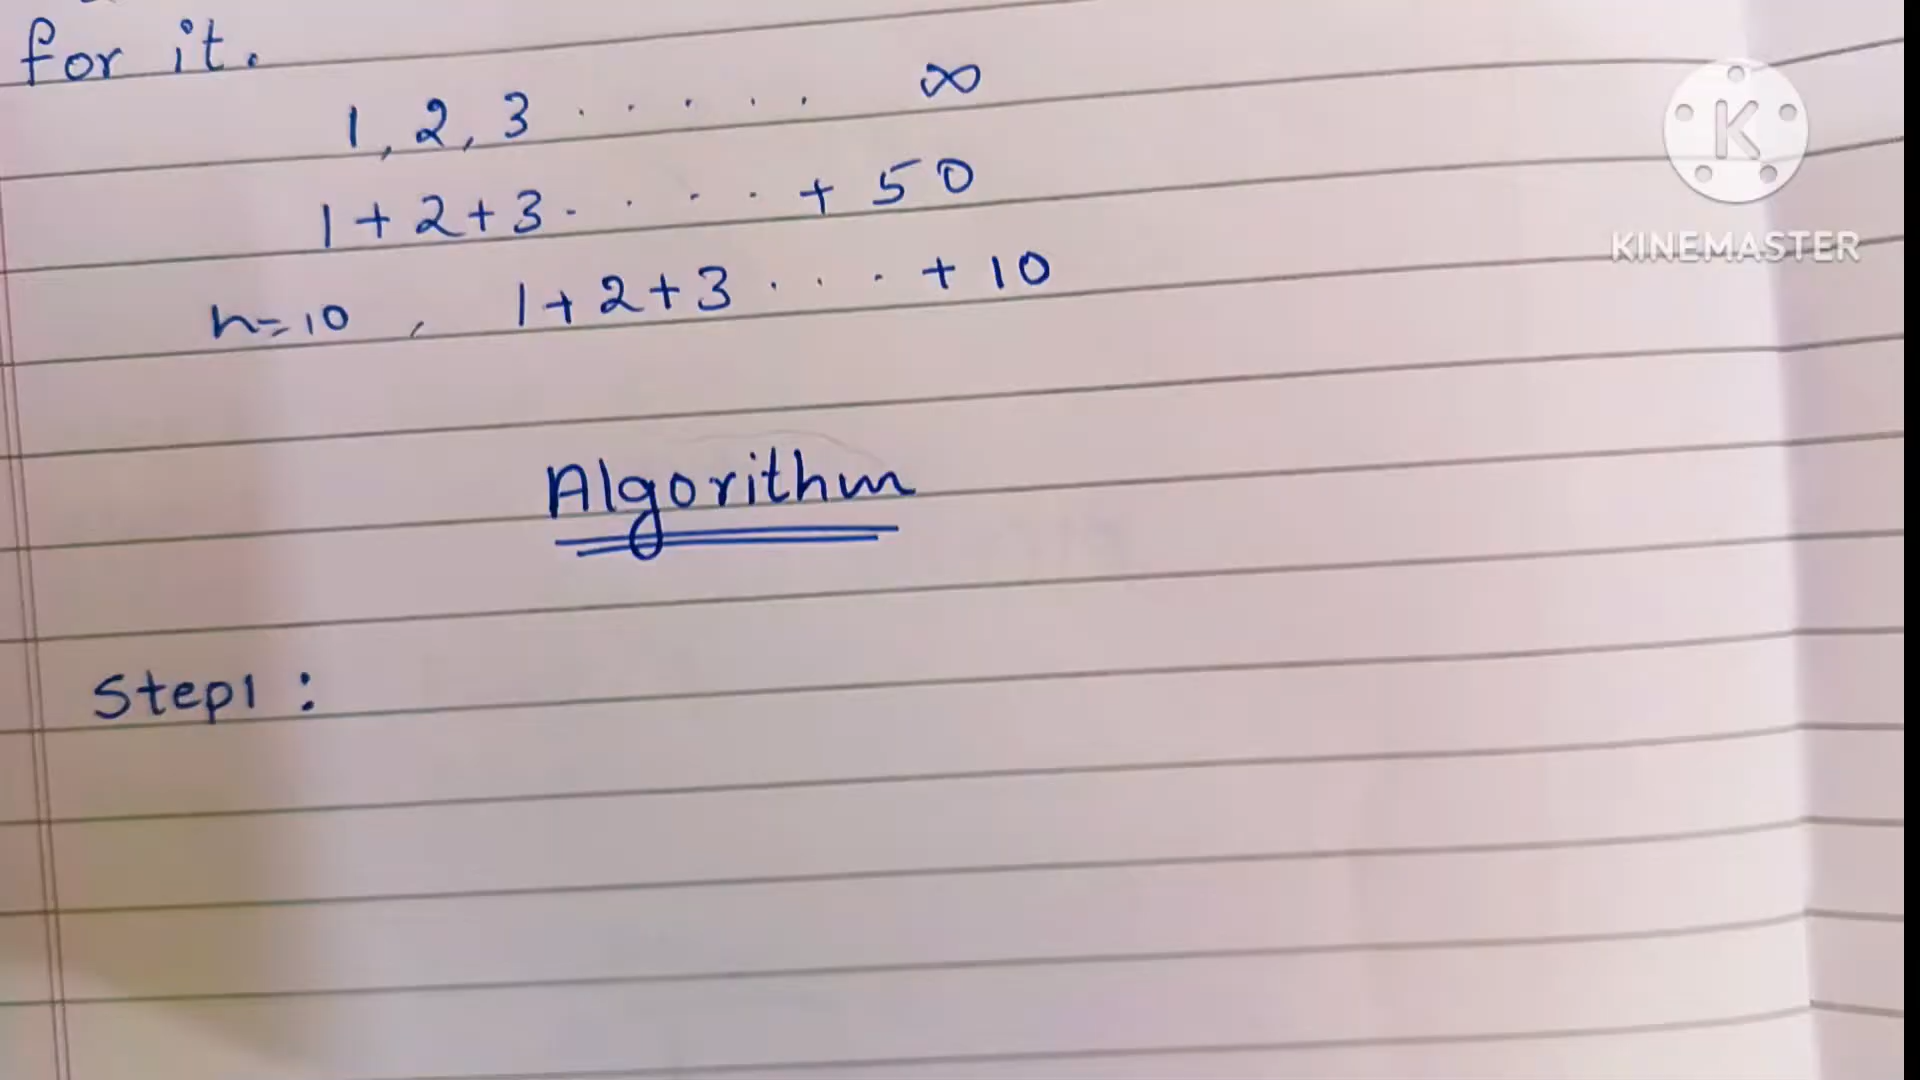 for it.
1, 2, 3 ..... ∞
1+2+3. .... + 50
n=10 , 1+2+3 .... + 10
Algorithm
Step1 :
K
KINEMASTER